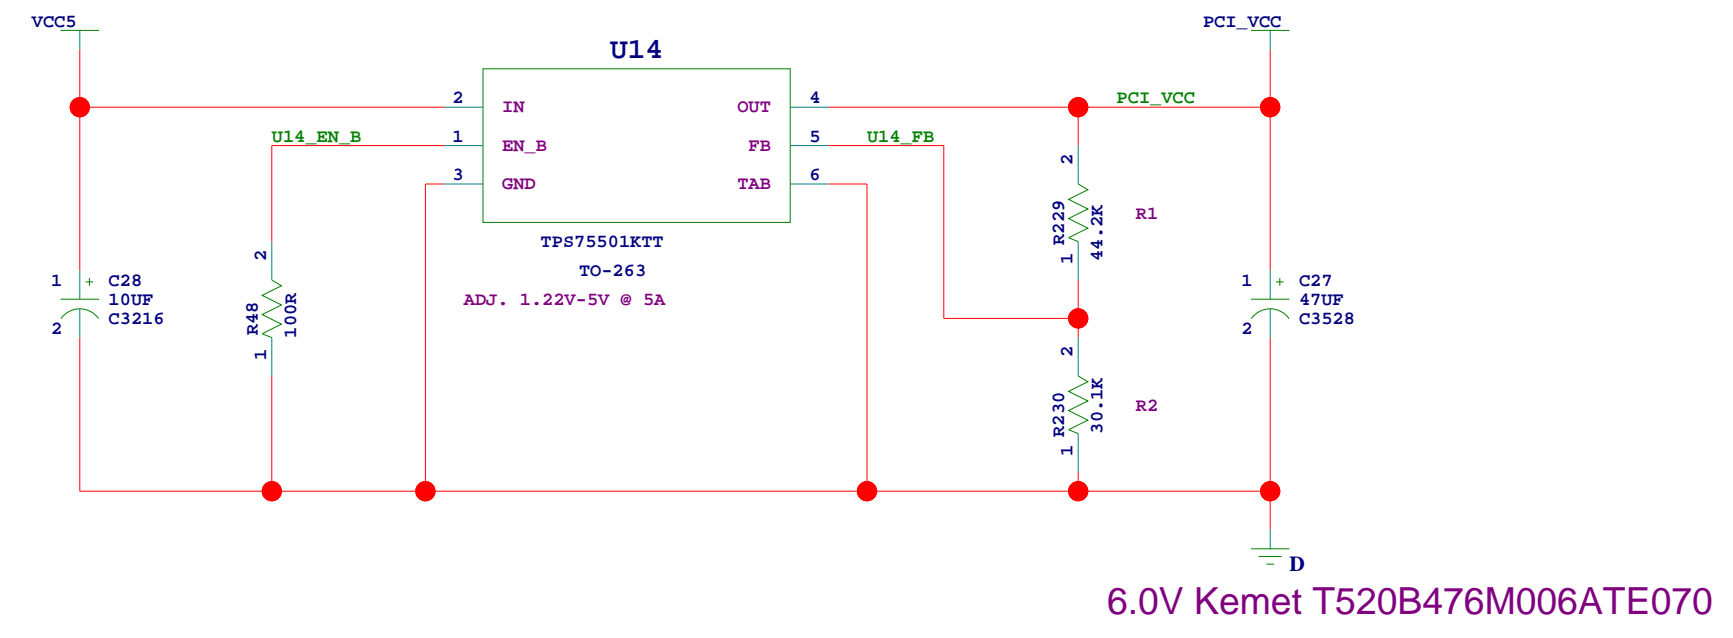 VCC5
PCI_VCC
U14
2
IN
OUT
4
PCI_VCC
U14_EN_B
1
EN_B
FB
5
U14_FB
3
GND
TAB
6
TPS75501KTT
TO-263
ADJ. 1.22V-5V @ 5A
1
+
C28
10UF
C3216
2
2
R48
100R
1
2
R229
44.2K
1
R1
2
R230
30.1K
1
R2
1
+
C27
47UF
C3528
2
D
6.0V Kemet T520B476M006ATE070